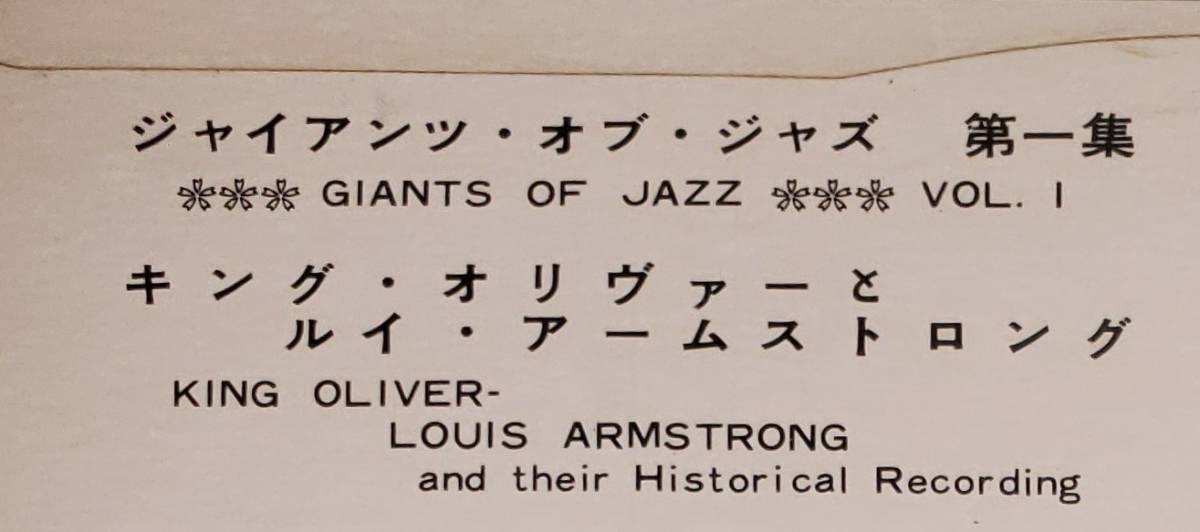 ジャイアンツ・オブ・ジャズ 第一集
❀❀❀ GIANTS OF JAZZ ❀❀❀ VOL. I
キング・オリヴァーと
ルイ・アームストロング
KING OLIVER-
LOUIS ARMSTRONG
and their Historical Recording